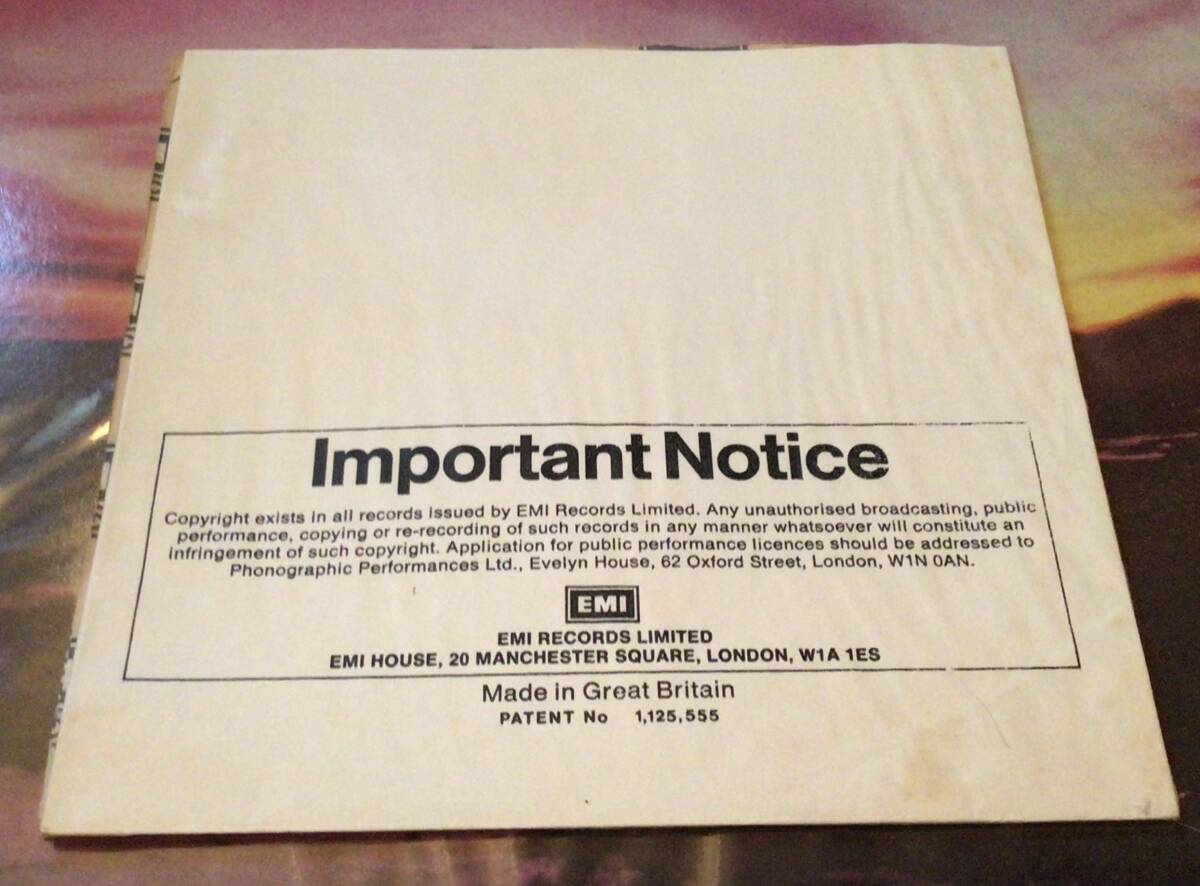 Important Notice
Copyright exists in all records issued by EMI Records Limited. Any unauthorised broadcasting, public
performance, copying or re-recording of such records in any manner whatsoever will constitute an
infringement of such copyright. Application for public performance licences should be addressed to
Phonographic Performances Ltd., Evelyn House, 62 Oxford Street, London, W1N 0AN.
EMI
EMI RECORDS LIMITED
EMI HOUSE, 20 MANCHESTER SQUARE, LONDON, W1A 1ES
Made in Great Britain
PATENT No 1,125,555